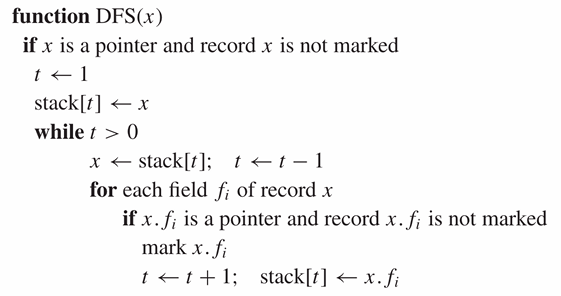 function DFS(x)
if x is a pointer and record x is not marked
t ← 1
stack[t] ← x
while t > 0
x ← stack[t]; t ← t − 1
for each field fᵢ of record x
if x.fᵢ is a pointer and record x.fᵢ is not marked
mark x.fᵢ
t ← t + 1; stack[t] ← x.fᵢ